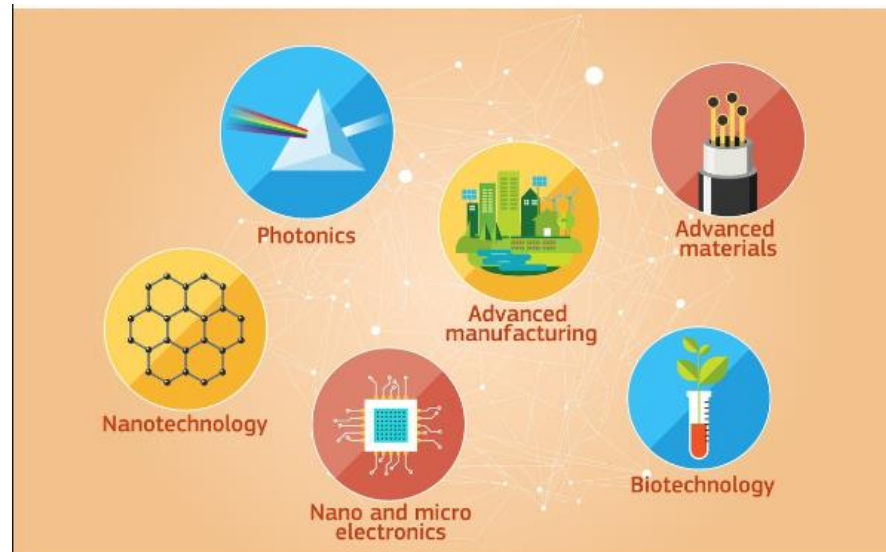 Photonics
Advanced
materials
Advanced
manufacturing
Nanotechnology
Nano and micro
electronics
Biotechnology